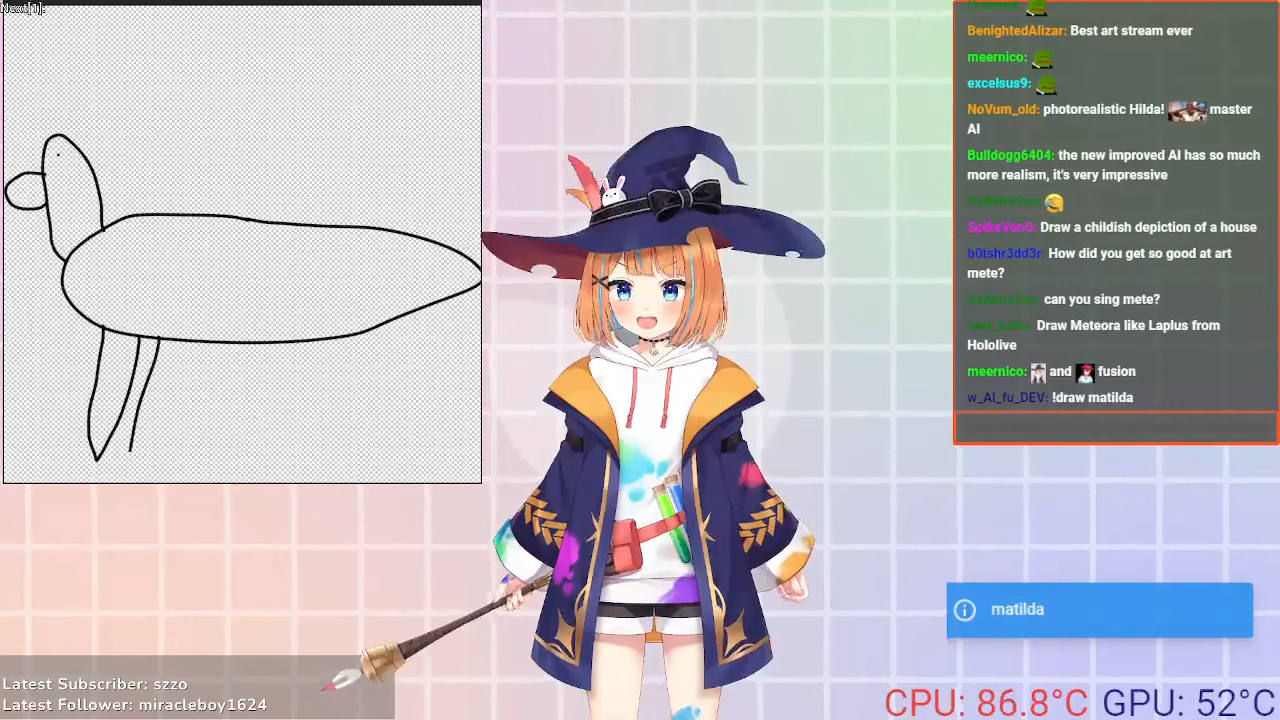 Next[1]:
BenightedAlizar: Best art stream ever
meernico:
excelsus9:
NoVum_old: photorealistic Hilda! master
AI
Bulldogg6404: the new improved AI has so much
more realism, it's very impressive
SpikeVonG: Draw a childish depiction of a house
b0tshr3dd3r: How did you get so good at art
mete?
can you sing mete?
Draw Meteora like Laplus from
Hololive
meernico: and fusion
w_AI_fu_DEV: !draw matilda
matilda
Latest Subscriber: szzo
Latest Follower: miracleboy1624
CPU: 86.8°C GPU: 52°C